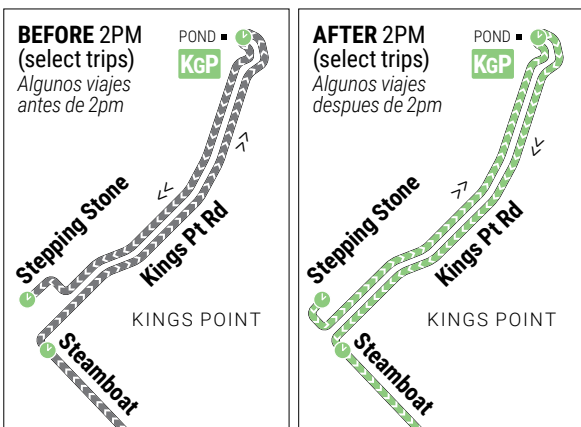 BEFORE 2PM
(select trips)
Algunos viajes
antes de 2pm
POND
KGP
<<
>>
Stepping Stone
Kings Pt Rd
KINGS POINT
Steamboat
AFTER 2PM
(select trips)
Algunos viajes
despues de 2pm
POND
KGP
>>
<<
Stepping Stone
Kings Pt Rd
KINGS POINT
Steamboat